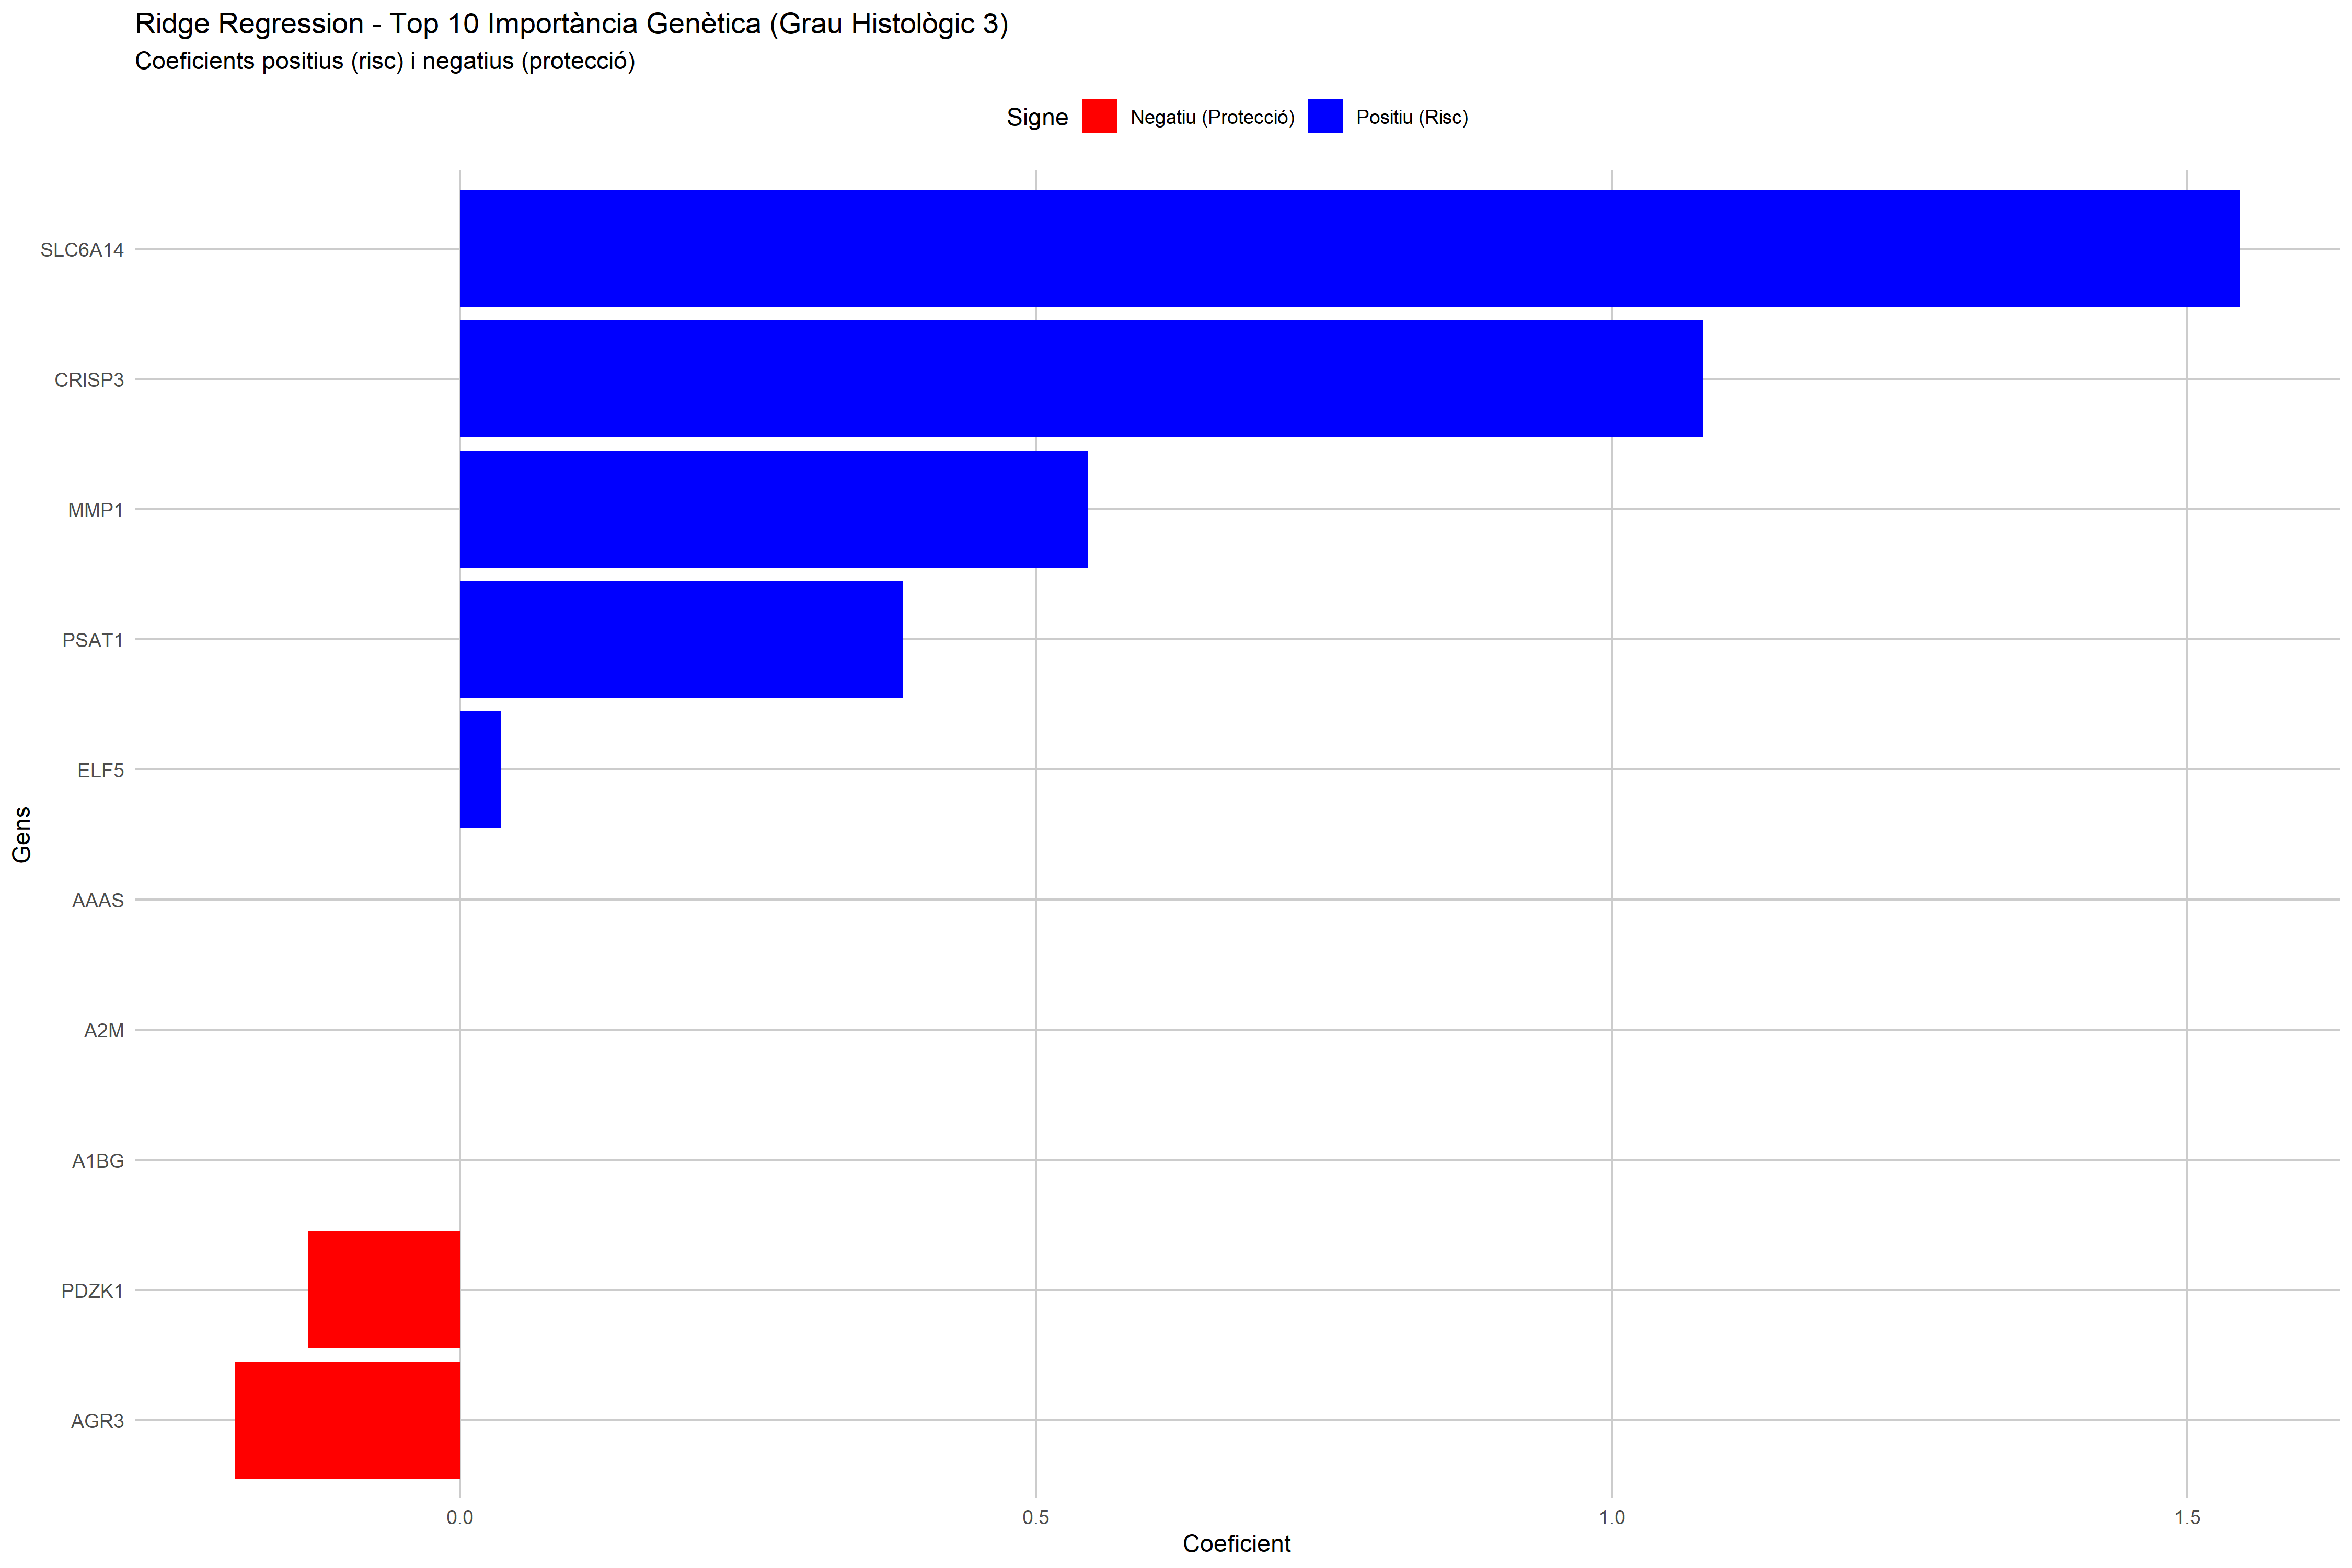 Ridge Regression - Top 10 Importància Genètica (Grau Histològic 3)
Coeficients positius (risc) i negatius (protecció)
Signe Negatiu (Protecció) Positiu (Risc)
SLC6A14
CRISP3
MMP1
PSAT1
ELF5
AAAS
A2M
A1BG
PDZK1
AGR3
Gens
0.0 0.5 1.0 1.5
Coeficient